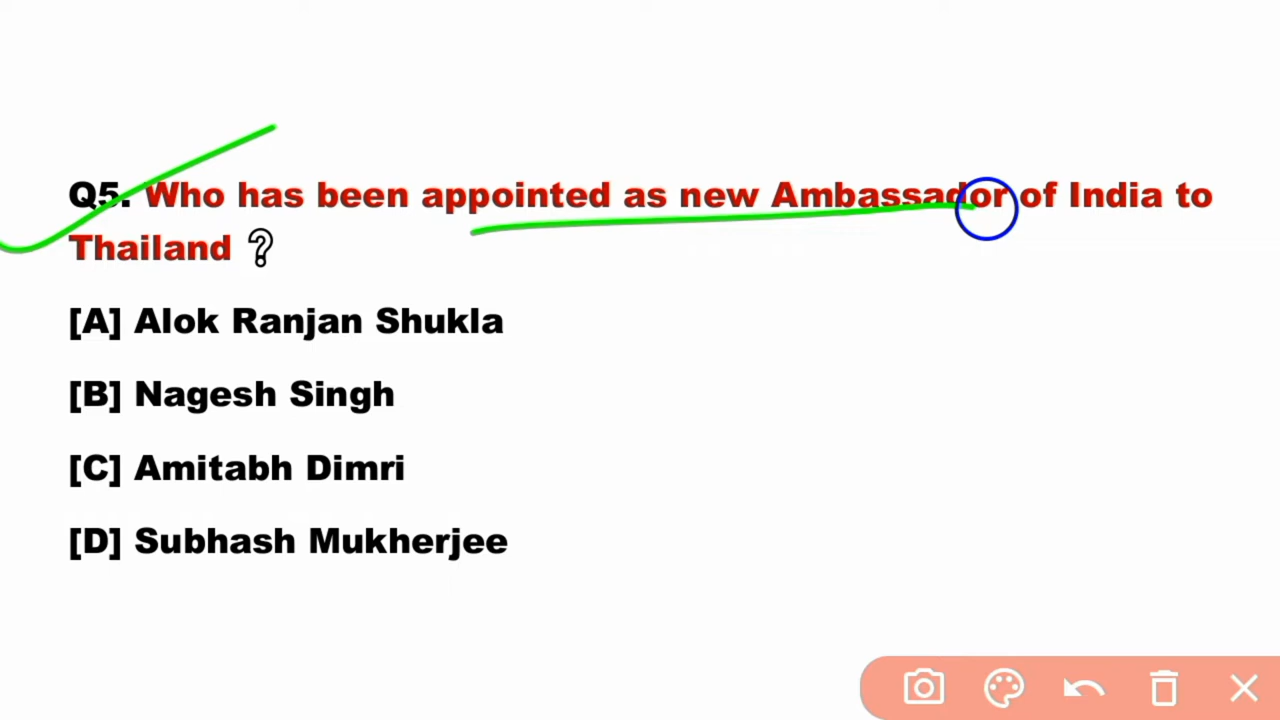 Q5. Who has been appointed as new Ambassador of India to
Thailand ?
[A] Alok Ranjan Shukla
[B] Nagesh Singh
[C] Amitabh Dimri
[D] Subhash Mukherjee